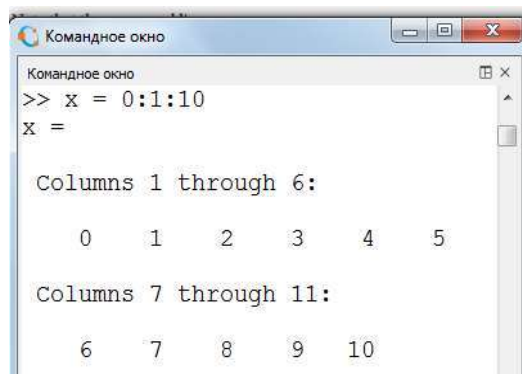 Командное окно
Командное окно
>> x = 0:1:10
x =
Columns 1 through 6:
0 1 2 3 4 5
Columns 7 through 11:
6 7 8 9 10